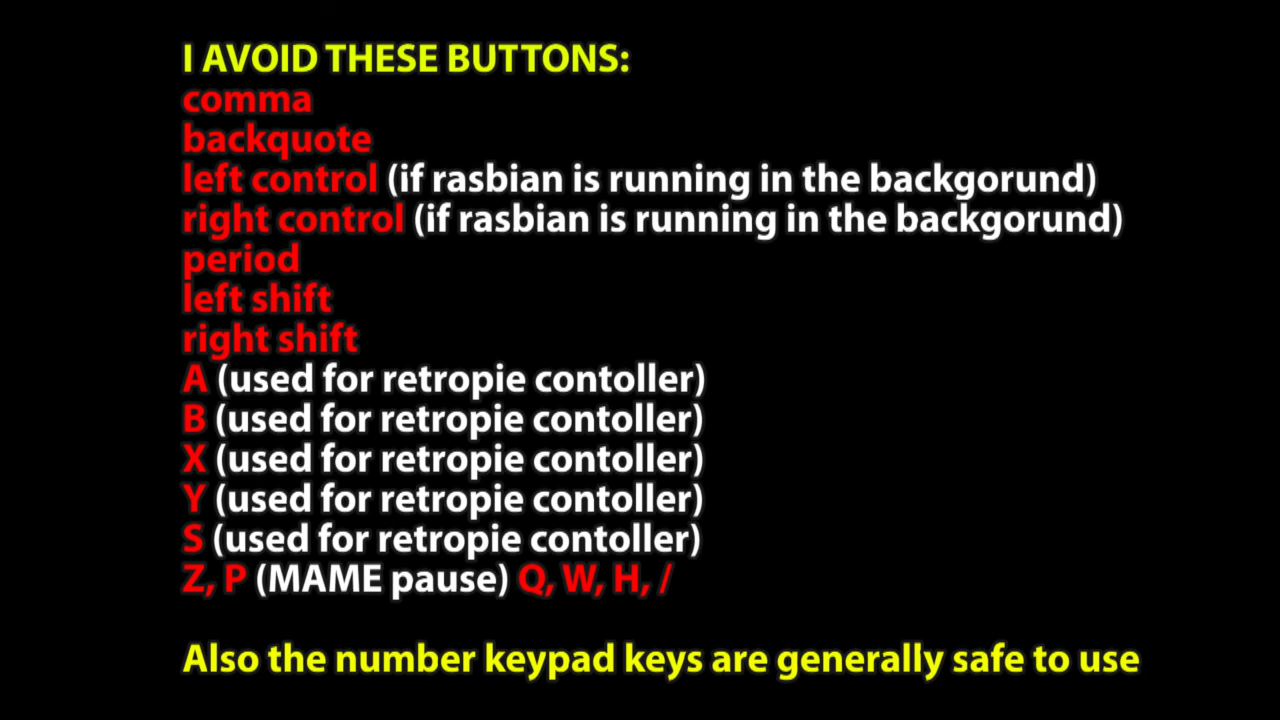 I AVOID THESE BUTTONS:
comma
backquote
left control (if rasbian is running in the backgorund)
right control (if rasbian is running in the backgorund)
period
left shift
right shift
A (used for retropie contoller)
B (used for retropie contoller)
X (used for retropie contoller)
Y (used for retropie contoller)
S (used for retropie contoller)
Z, P (MAME pause) Q, W, H, /
Also the number keypad keys are generally safe to use